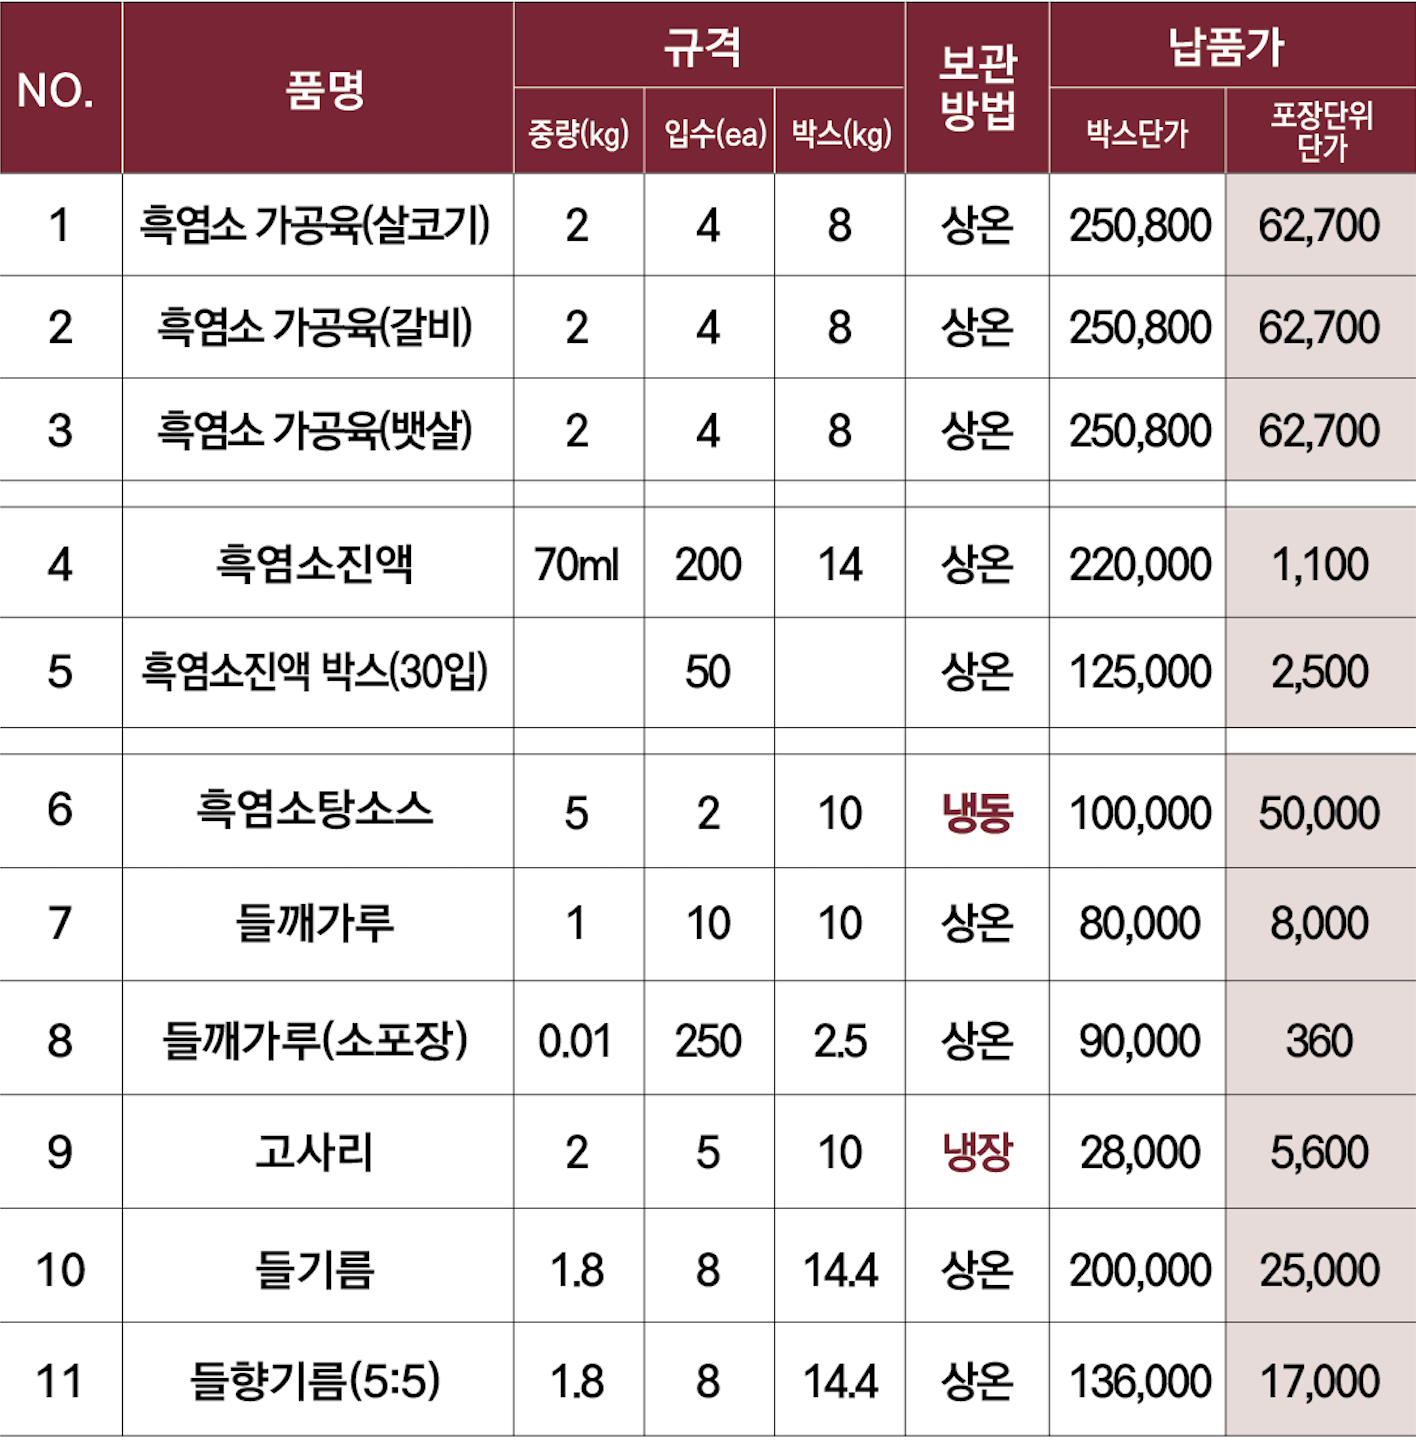 NO. 품명 규격 보관방법 납품가
중량(kg) 입수(ea) 박스(kg) 박스단가 포장단위 단가
1 흑염소 가공육(살코기) 2 4 8 상온 250,800 62,700
2 흑염소 가공육(갈비) 2 4 8 상온 250,800 62,700
3 흑염소 가공육(뱃살) 2 4 8 상온 250,800 62,700
4 흑염소진액 70ml 200 14 상온 220,000 1,100
5 흑염소진액 박스(30입) 50 상온 125,000 2,500
6 흑염소탕소스 5 2 10 냉동 100,000 50,000
7 들깨가루 1 10 10 상온 80,000 8,000
8 들깨가루(소포장) 0.01 250 2.5 상온 90,000 360
9 고사리 2 5 10 냉장 28,000 5,600
10 들기름 1.8 8 14.4 상온 200,000 25,000
11 들향기름(5:5) 1.8 8 14.4 상온 136,000 17,000